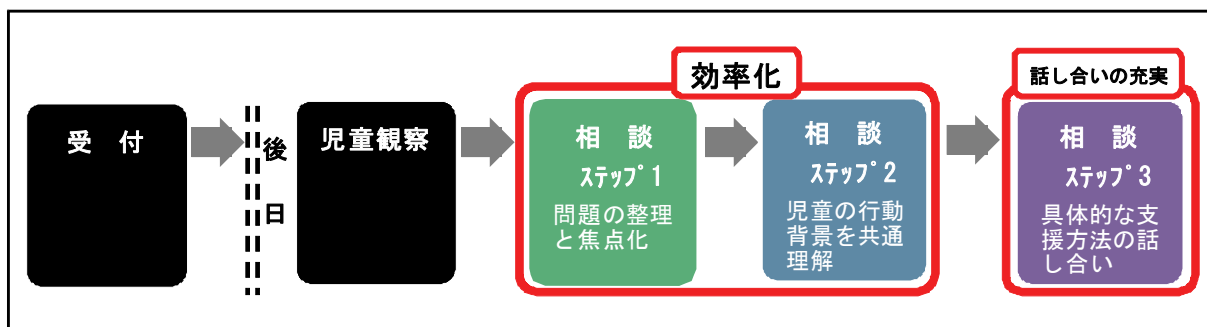 効率化
話し合いの充実
受 付
後日
児童観察
相 談
ｽﾃｯﾌﾟ1
問題の整理
と焦点化
相 談
ｽﾃｯﾌﾟ2
児童の行動
背景を共通
理解
相 談
ｽﾃｯﾌﾟ3
具体的な支
援方法の話
し合い